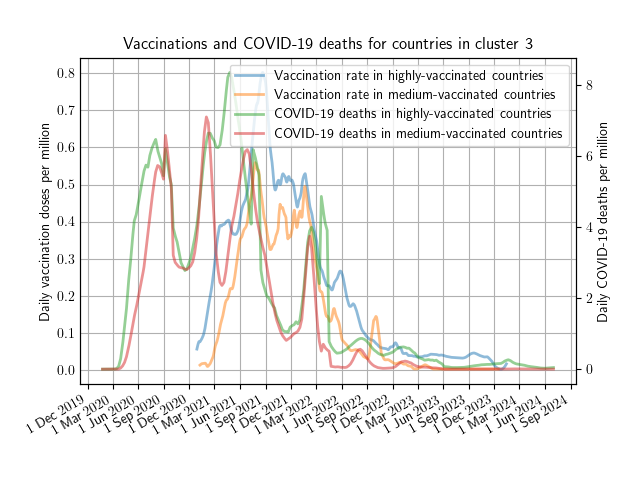 Vaccinations and COVID-19 deaths for countries in cluster 3
Vaccination rate in highly-vaccinated countries
Vaccination rate in medium-vaccinated countries
COVID-19 deaths in highly-vaccinated countries
COVID-19 deaths in medium-vaccinated countries
Daily vaccination doses per million
0.8
0.7
0.6
0.5
0.4
0.3
0.2
0.1
0.0
Daily COVID-19 deaths per million
8
6
4
2
0
1 Dec 2019
1 Mar 2020
1 Jun 2020
1 Sep 2020
1 Dec 2020
1 Mar 2021
1 Jun 2021
1 Sep 2021
1 Dec 2021
1 Mar 2022
1 Jun 2022
1 Sep 2022
1 Dec 2022
1 Mar 2023
1 Jun 2023
1 Sep 2023
1 Dec 2023
1 Mar 2024
1 Jun 2024
1 Sep 2024